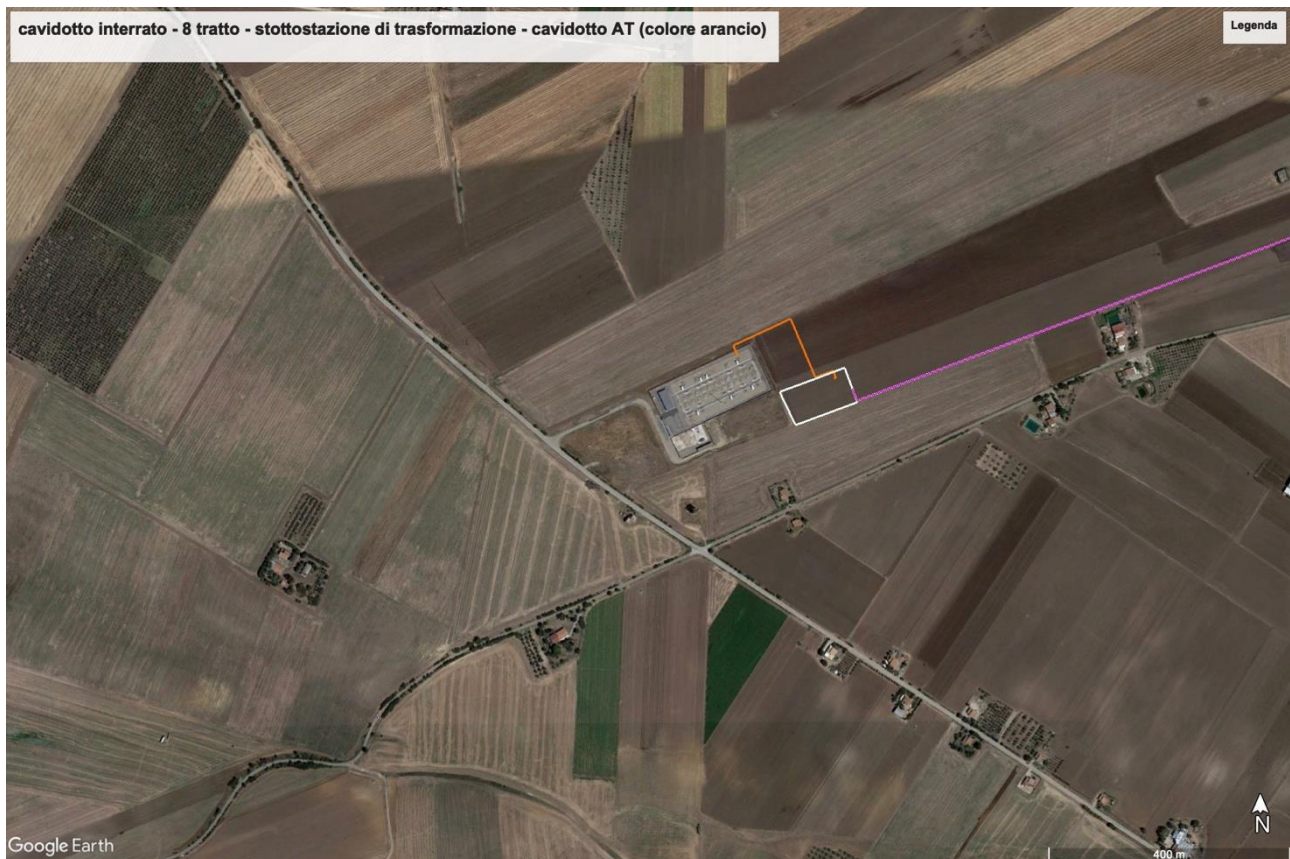 cavidotto interrato - 8 tratto - stottostazione di trasformazione - cavidotto AT (colore arancio)
Legenda
N
Google Earth
400 m